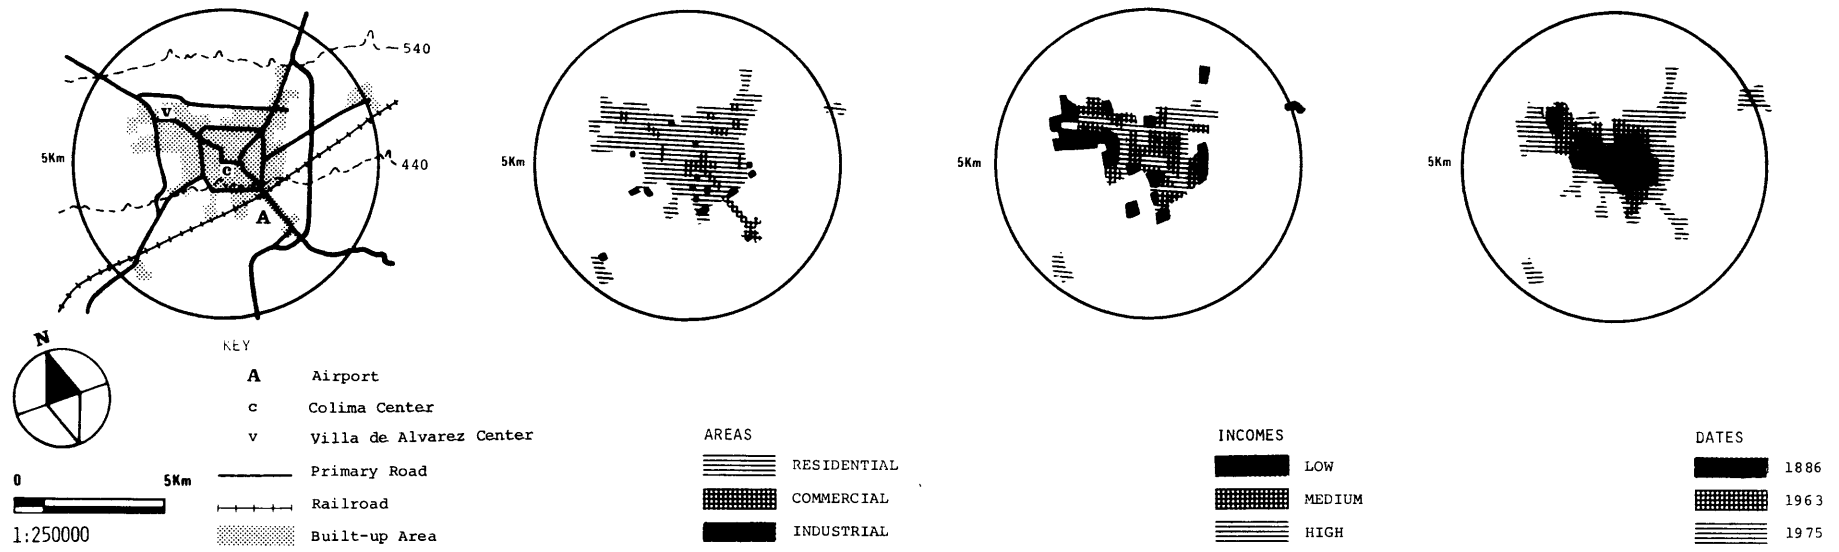 540
V
5Km
C
440
A
5Km
5Km
5Km
N
0 5Km
1:250000
KEY
A Airport
C Colima Center
V Villa de Alvarez Center
Primary Road
Railroad
Built-up Area
AREAS
RESIDENTIAL
COMMERCIAL
INDUSTRIAL
INCOMES
LOW
MEDIUM
HIGH
DATES
1886
1963
1975